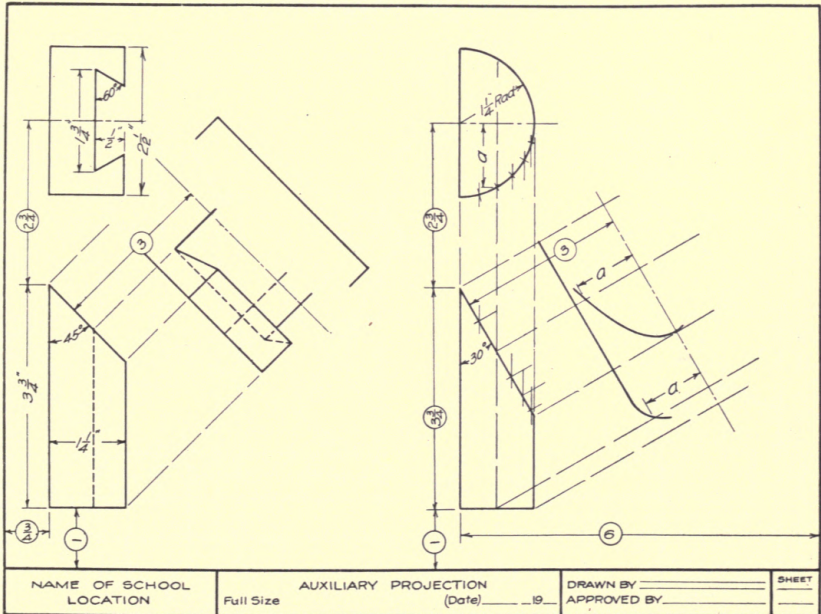 60°
1 3/4"
1/2"
2 1/2"
2 3/4
3
45°
3 3/4"
1 1/4"
3/4
1
1 1/4 Rad.
a
2 3/4
3
a
30°
3 3/4
a
1
6
NAME OF SCHOOL
LOCATION
AUXILIARY PROJECTION
Full Size (Date) 19
DRAWN BY
APPROVED BY
SHEET